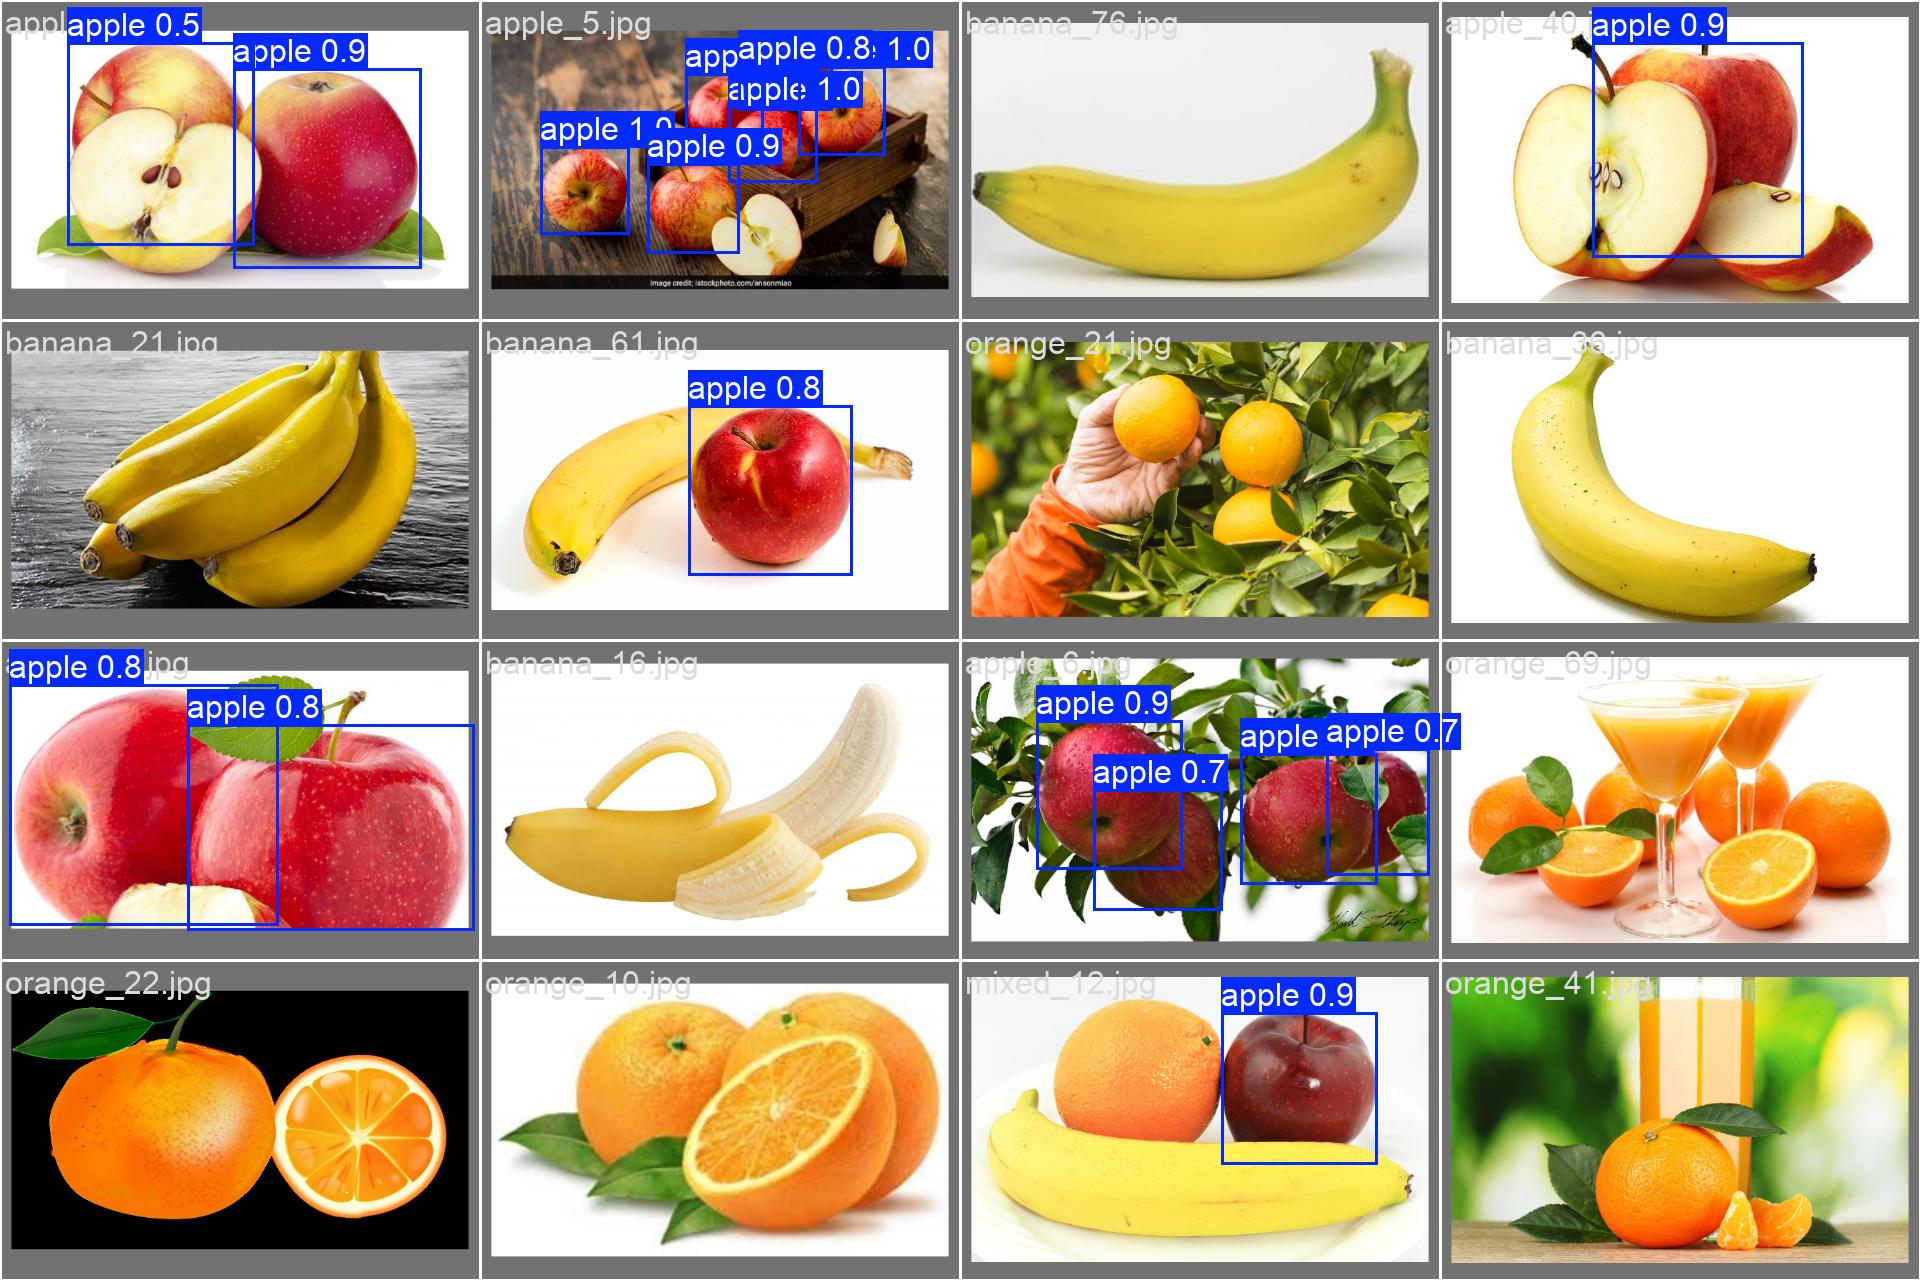 apple 0.5
apple 0.9
apple_5.jpg
apple 0.8
1.0
apple 1.0
apple 1.0
apple 0.9
Image credit: istockphoto.com/ansonmiao
banana_76.jpg
apple_40.
apple 0.9
banana_21.jpg
banana_61.jpg
apple 0.8
orange_21.jpg
banana_36.jpg
apple 0.8
jpg
apple 0.8
banana_16.jpg
apple_6.jpg
apple 0.9
apple 0.7
apple
apple 0.7
orange_69.jpg
orange_22.jpg
orange_10.jpg
mixed_12.jpg
apple 0.9
orange_41.jpg